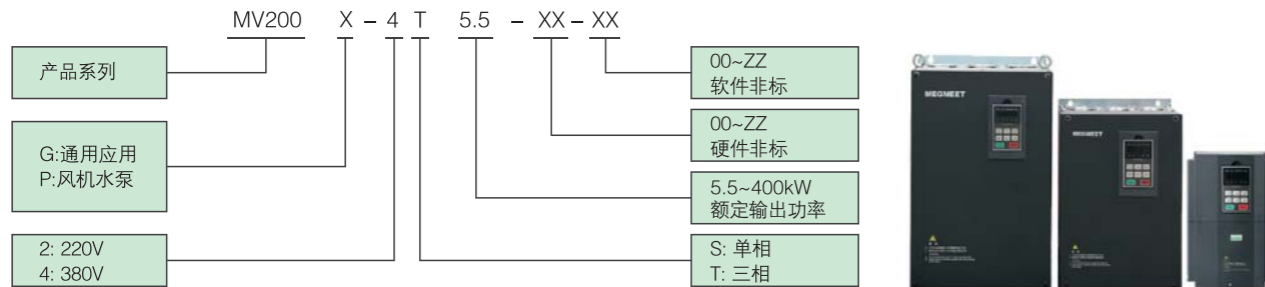 MV200 X - 4 T 5.5 - XX - XX
产品系列
G:通用应用
P:风机水泵
2: 220V
4: 380V
00~ZZ
软件非标
00~ZZ
硬件非标
5.5~400kW
额定输出功率
S: 单相
T: 三相
MEGMEET
MEGMEET